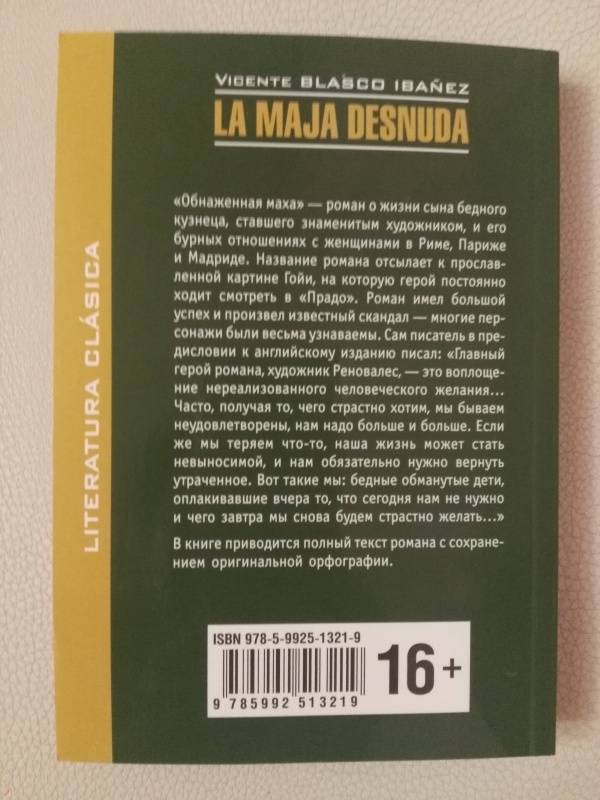 VICENTE BLASCO IBAÑEZ
LA MAJA DESNUDA
«Обнаженная маха» — роман о жизни сына бедного
кузнеца, ставшего знаменитым художником, и его
бурных отношениях с женщинами в Риме, Париже
и Мадриде. Название романа отсылает к прослав-
ленной картине Гойи, на которую герой постоянно
ходит смотреть в «Прадо». Роман имел большой
успех и произвел известный скандал — многие пер-
сонажи были весьма узнаваемы. Сам писатель в пре-
дисловии к английскому изданию писал: «Главный
герой романа, художник Реновалес, — это воплоще-
ние нереализованного человеческого желания...
Часто, получая то, чего страстно хотим, мы бываем
неудовлетворены, нам надо больше и больше. Если
же мы теряем что-то, наша жизнь может стать
невыносимой, и нам обязательно нужно вернуть
утраченное. Вот такие мы: бедные обманутые дети,
оплакивавшие вчера то, что сегодня нам не нужно
и чего завтра мы снова будем страстно желать...»
В книге приводится полный текст романа с сохране-
нием оригинальной орфографии.
LITERATURA CLÁSICA
ISBN 978-5-9925-1321-9
9 785992 513219
16+